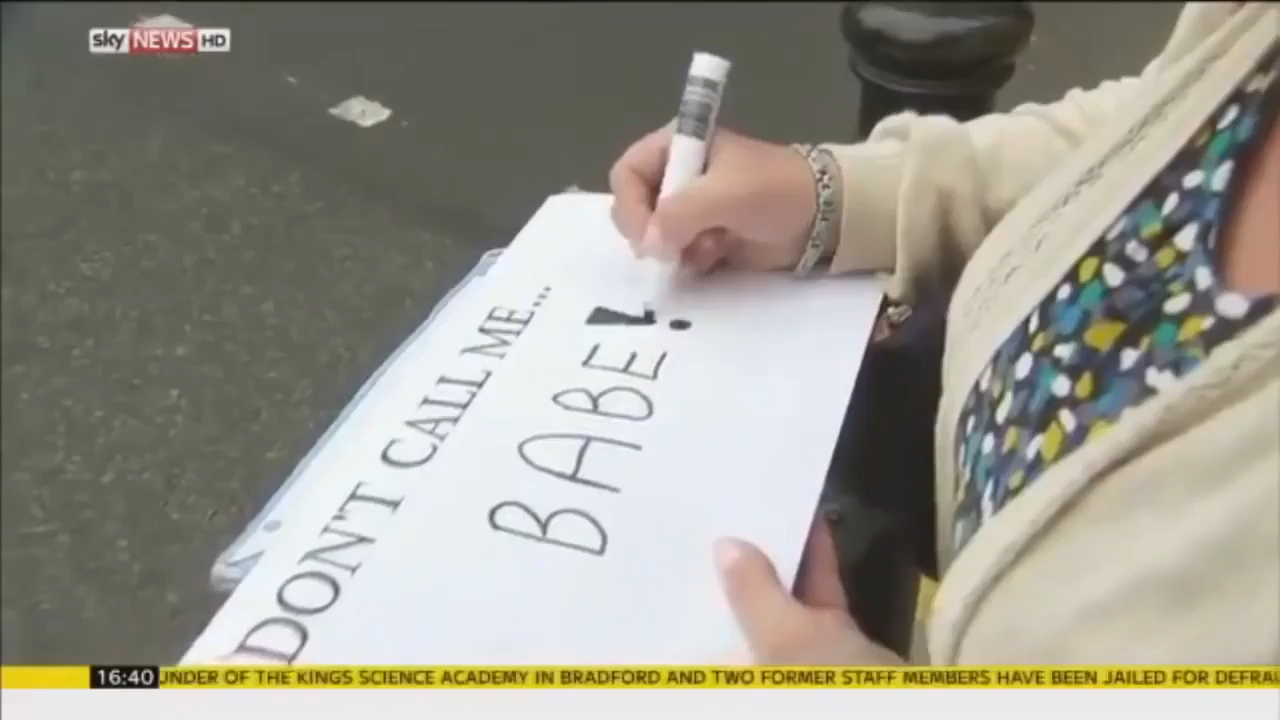 sky NEWS HD
DON'T CALL ME...
BABE!
16:40 UNDER OF THE KINGS SCIENCE ACADEMY IN BRADFORD AND TWO FORMER STAFF MEMBERS HAVE BEEN JAILED FOR DEFRA